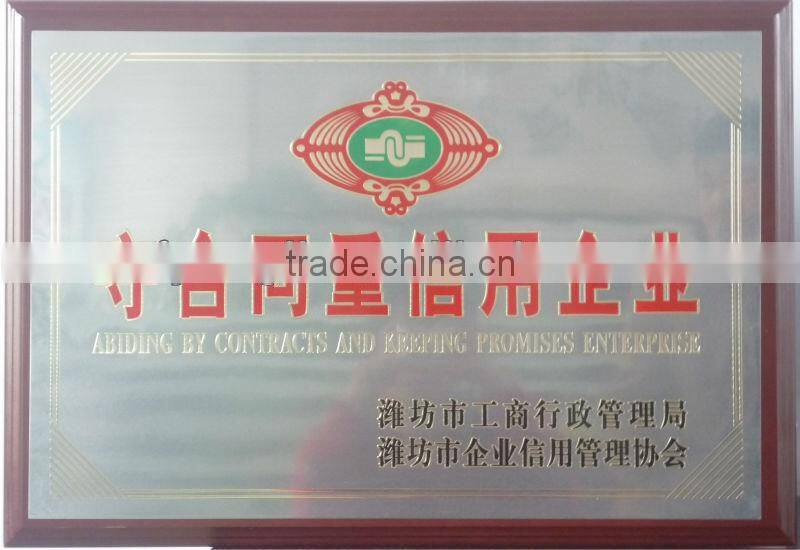 守合同重信用企业
trade.china.cn
ABIDING BY CONTRACTS AND KEEPING PROMISES ENTERPRISE
潍坊市工商行政管理局
潍坊市企业信用管理协会